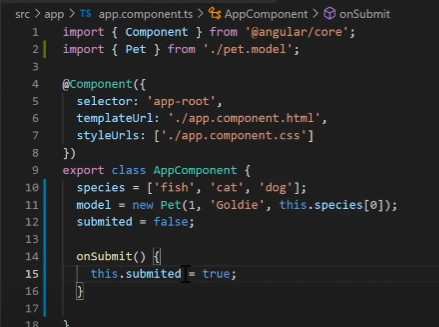 src > app > TS app.component.ts > AppComponent > onSubmit
1 import { Component } from '@angular/core';
2 import { Pet } from './pet.model';
3
4 @Component({
5 selector: 'app-root',
6 templateUrl: './app.component.html',
7 styleUrls: ['./app.component.css']
8 })
9 export class AppComponent {
10 species = ['fish', 'cat', 'dog'];
11 model = new Pet(1, 'Goldie', this.species[0]);
12 submited = false;
13
14 onSubmit() {
15 this.submited = true;
16 }
17
18 }